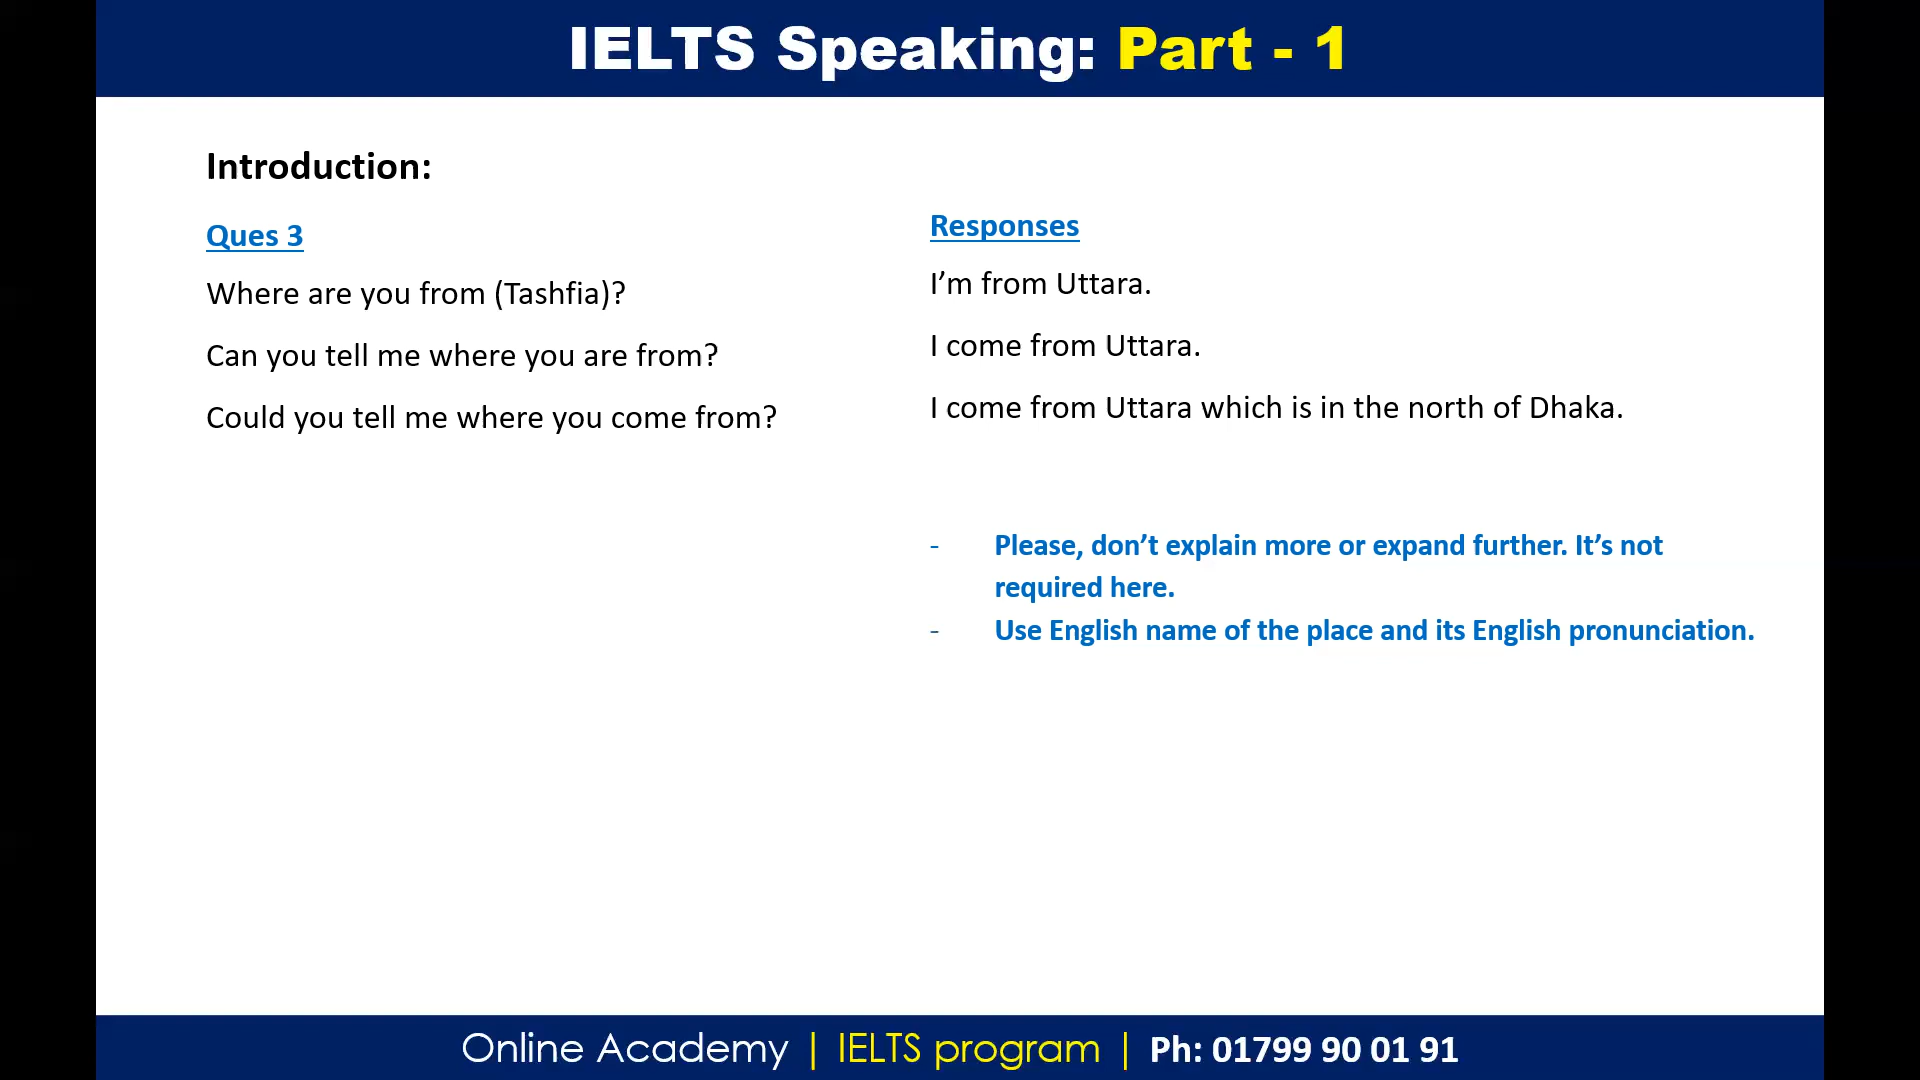 IELTS Speaking: Part - 1
Introduction:
Ques 3
Where are you from (Tashfia)?
Can you tell me where you are from?
Could you tell me where you come from?
Responses
I’m from Uttara.
I come from Uttara.
I come from Uttara which is in the north of Dhaka.
- Please, don’t explain more or expand further. It’s not
required here.
- Use English name of the place and its English pronunciation.
Online Academy | IELTS program | Ph: 01799 90 01 91